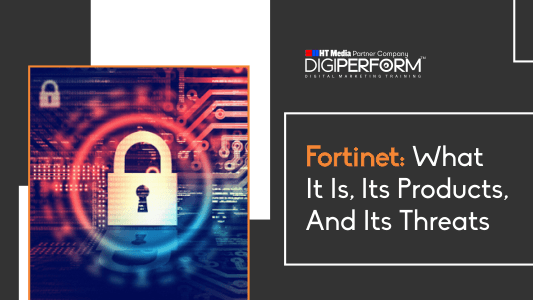 HT Media Partner Company
DIGIPERFORM™
DIGITAL MARKETING TRAINING
Fortinet: What
It Is, Its Products,
And Its Threats